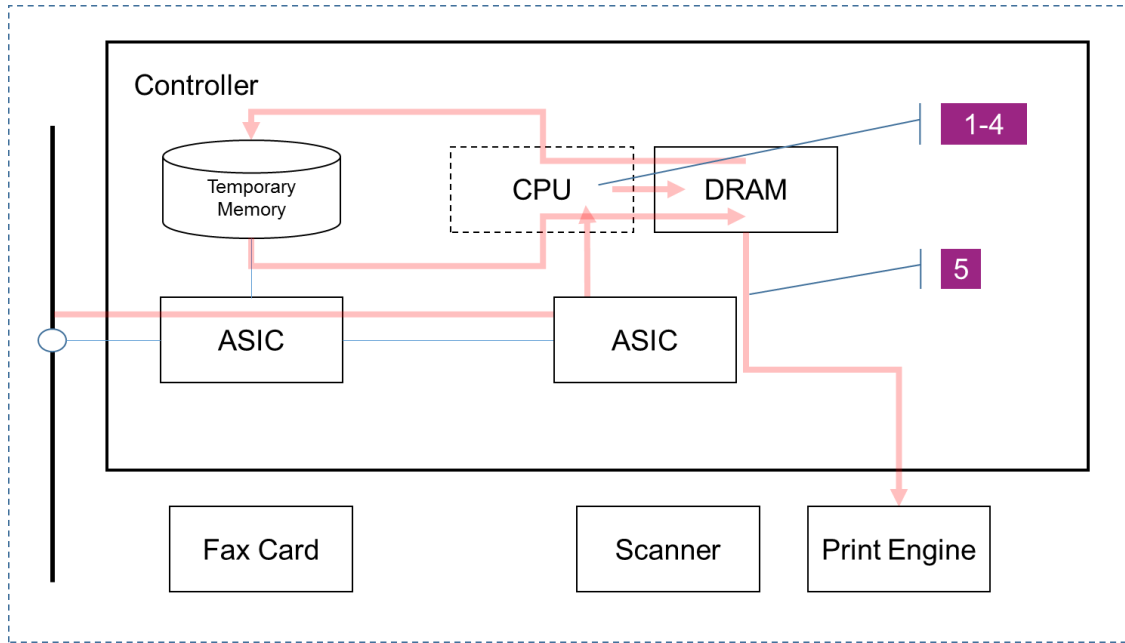 Controller
1-4
Temporary
Memory
CPU
DRAM
5
ASIC
ASIC
Fax Card
Scanner
Print Engine